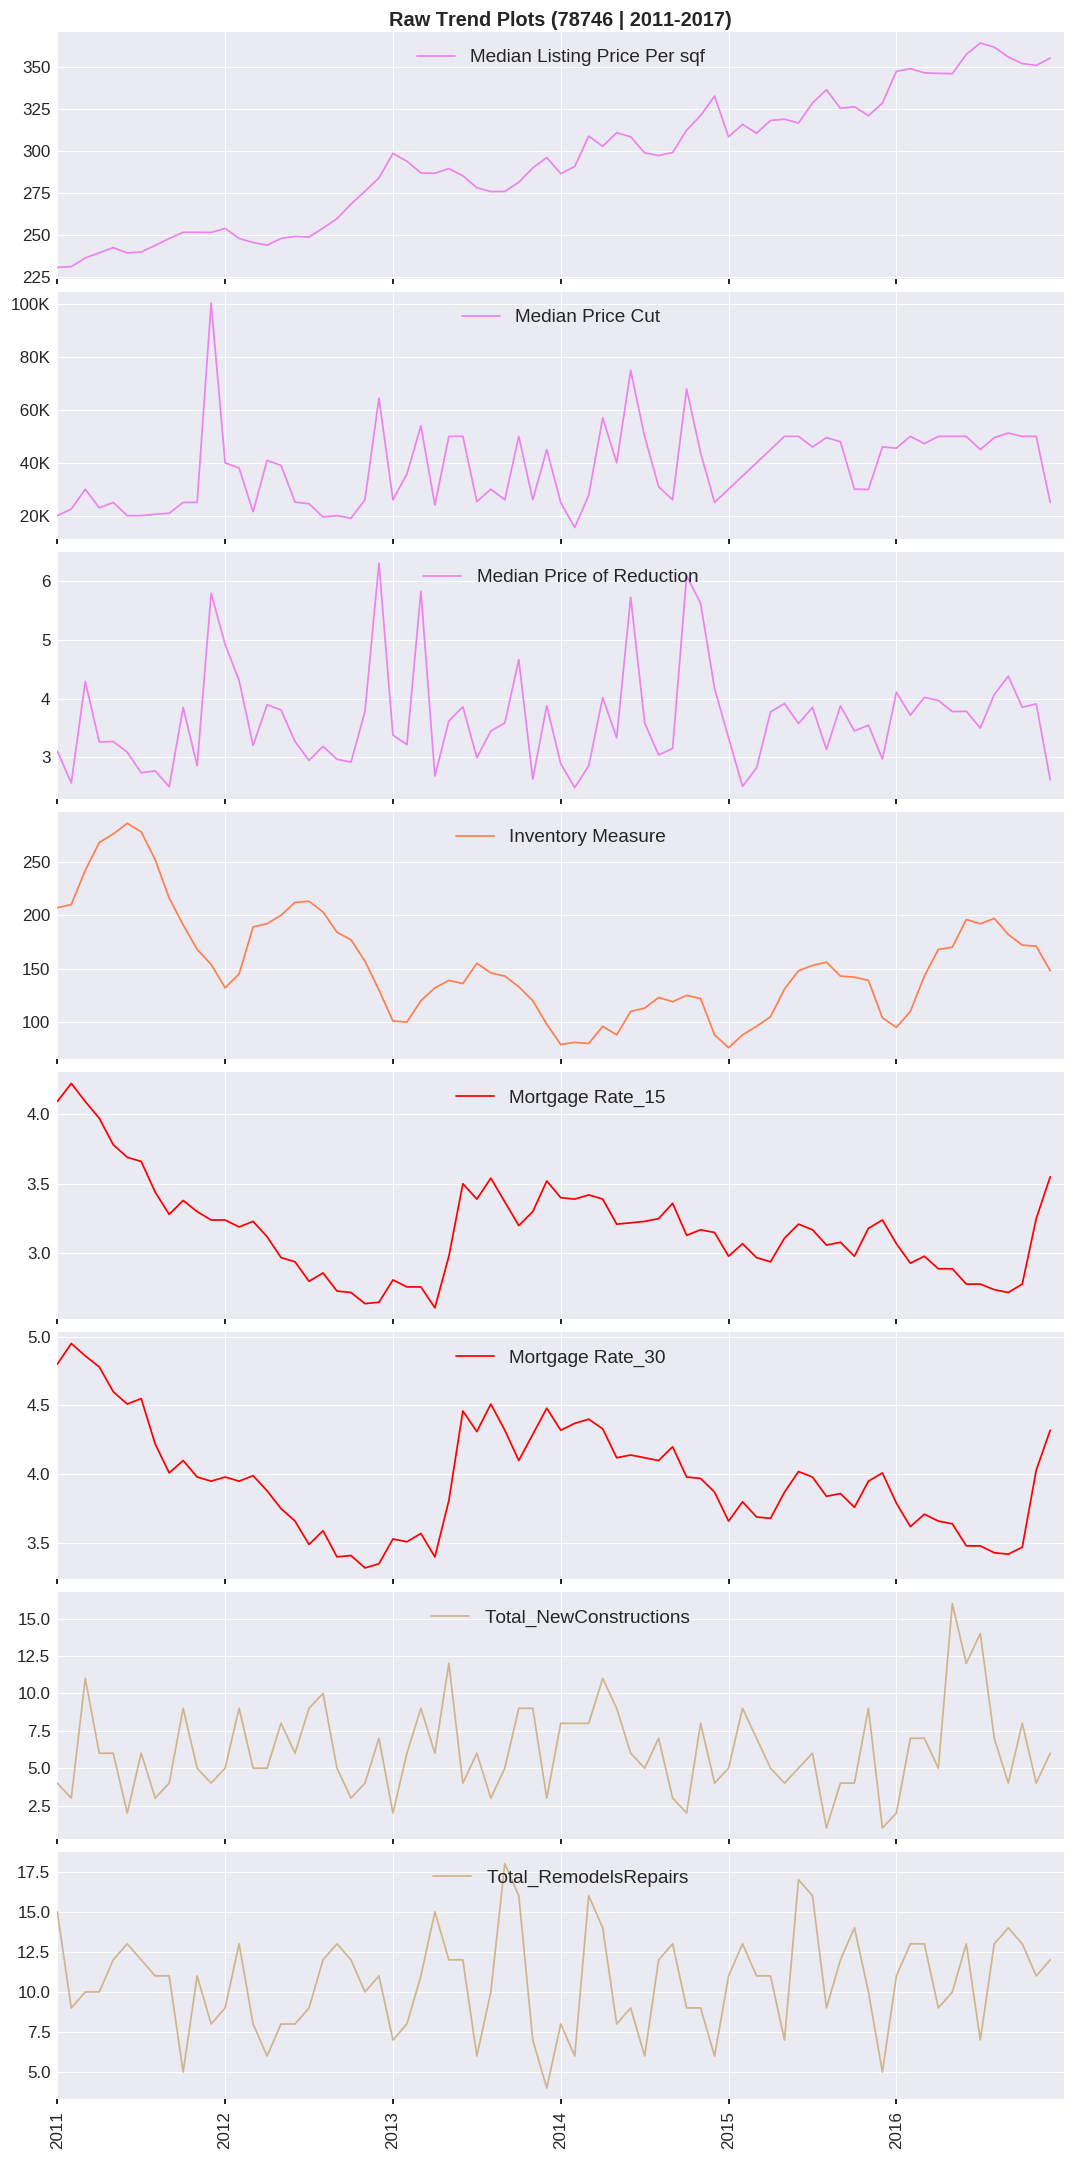 Raw Trend Plots (78746 | 2011-2017)
Median Listing Price Per sqf
350
325
300
275
250
225
Median Price Cut
100K
80K
60K
40K
20K
Median Price of Reduction
6
5
4
3
Inventory Measure
250
200
150
100
Mortgage Rate_15
4.0
3.5
3.0
Mortgage Rate_30
5.0
4.5
4.0
3.5
Total_NewConstructions
15.0
12.5
10.0
7.5
5.0
2.5
Total_RemodelsRepairs
17.5
15.0
12.5
10.0
7.5
5.0
2011
2012
2013
2014
2015
2016